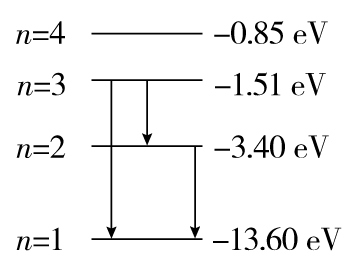 n=4 −0.85 eV
n=3 −1.51 eV
n=2 −3.40 eV
n=1 −13.60 eV